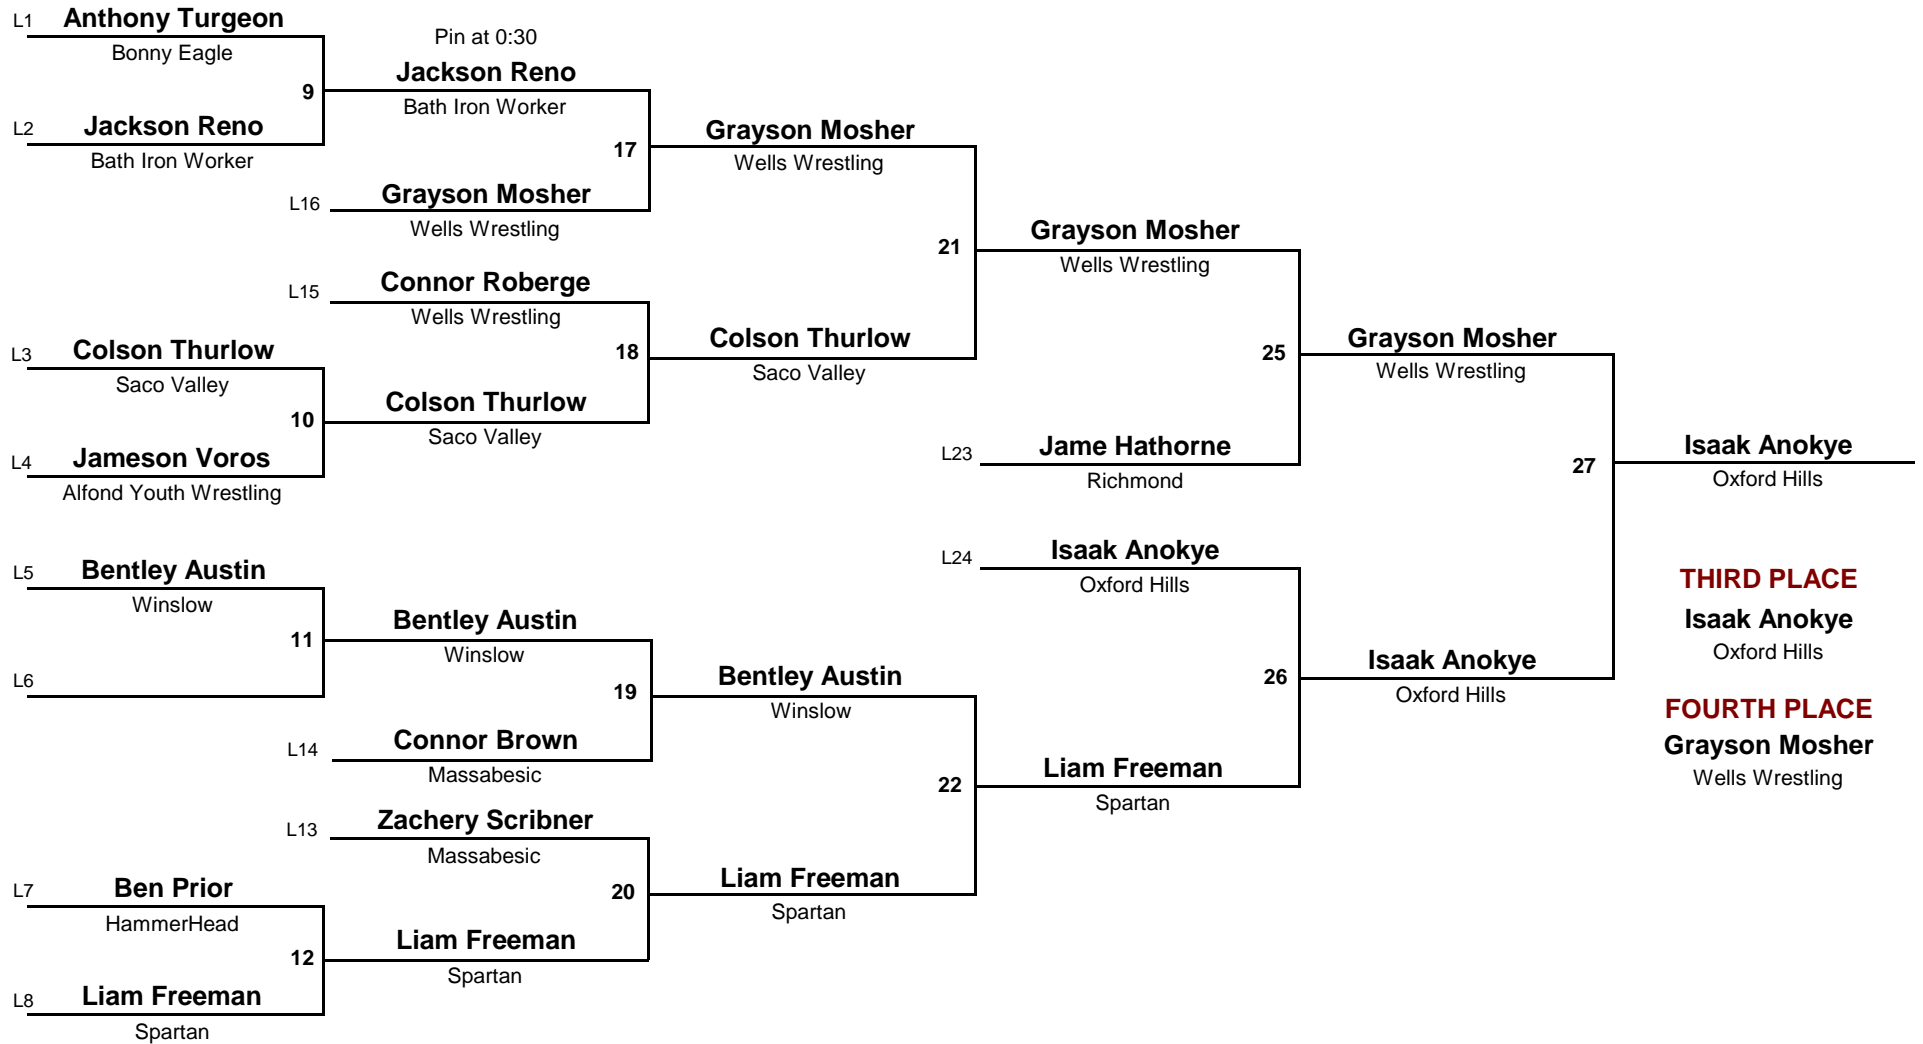 L1 Anthony Turgeon
Bonny Eagle
9
L2 Jackson Reno
Bath Iron Worker
Pin at 0:30
Jackson Reno
Bath Iron Worker
17
L16 Grayson Mosher
Wells Wrestling
Grayson Mosher
Wells Wrestling
21
L15 Connor Roberge
Wells Wrestling
18
L3 Colson Thurlow
Saco Valley
10
L4 Jameson Voros
Alfond Youth Wrestling
Colson Thurlow
Saco Valley
Colson Thurlow
Saco Valley
Grayson Mosher
Wells Wrestling
25
L23 Jame Hathorne
Richmond
Grayson Mosher
Wells Wrestling
27
L5 Bentley Austin
Winslow
11
L6
Bentley Austin
Winslow
19
L14 Connor Brown
Massabesic
Bentley Austin
Winslow
22
L13 Zachery Scribner
Massabesic
20
L7 Ben Prior
HammerHead
12
L8 Liam Freeman
Spartan
Liam Freeman
Spartan
Liam Freeman
Spartan
L24 Isaak Anokye
Oxford Hills
26
Liam Freeman
Spartan
Isaak Anokye
Oxford Hills
Isaak Anokye
Oxford Hills
THIRD PLACE
Isaak Anokye
Oxford Hills
FOURTH PLACE
Grayson Mosher
Wells Wrestling